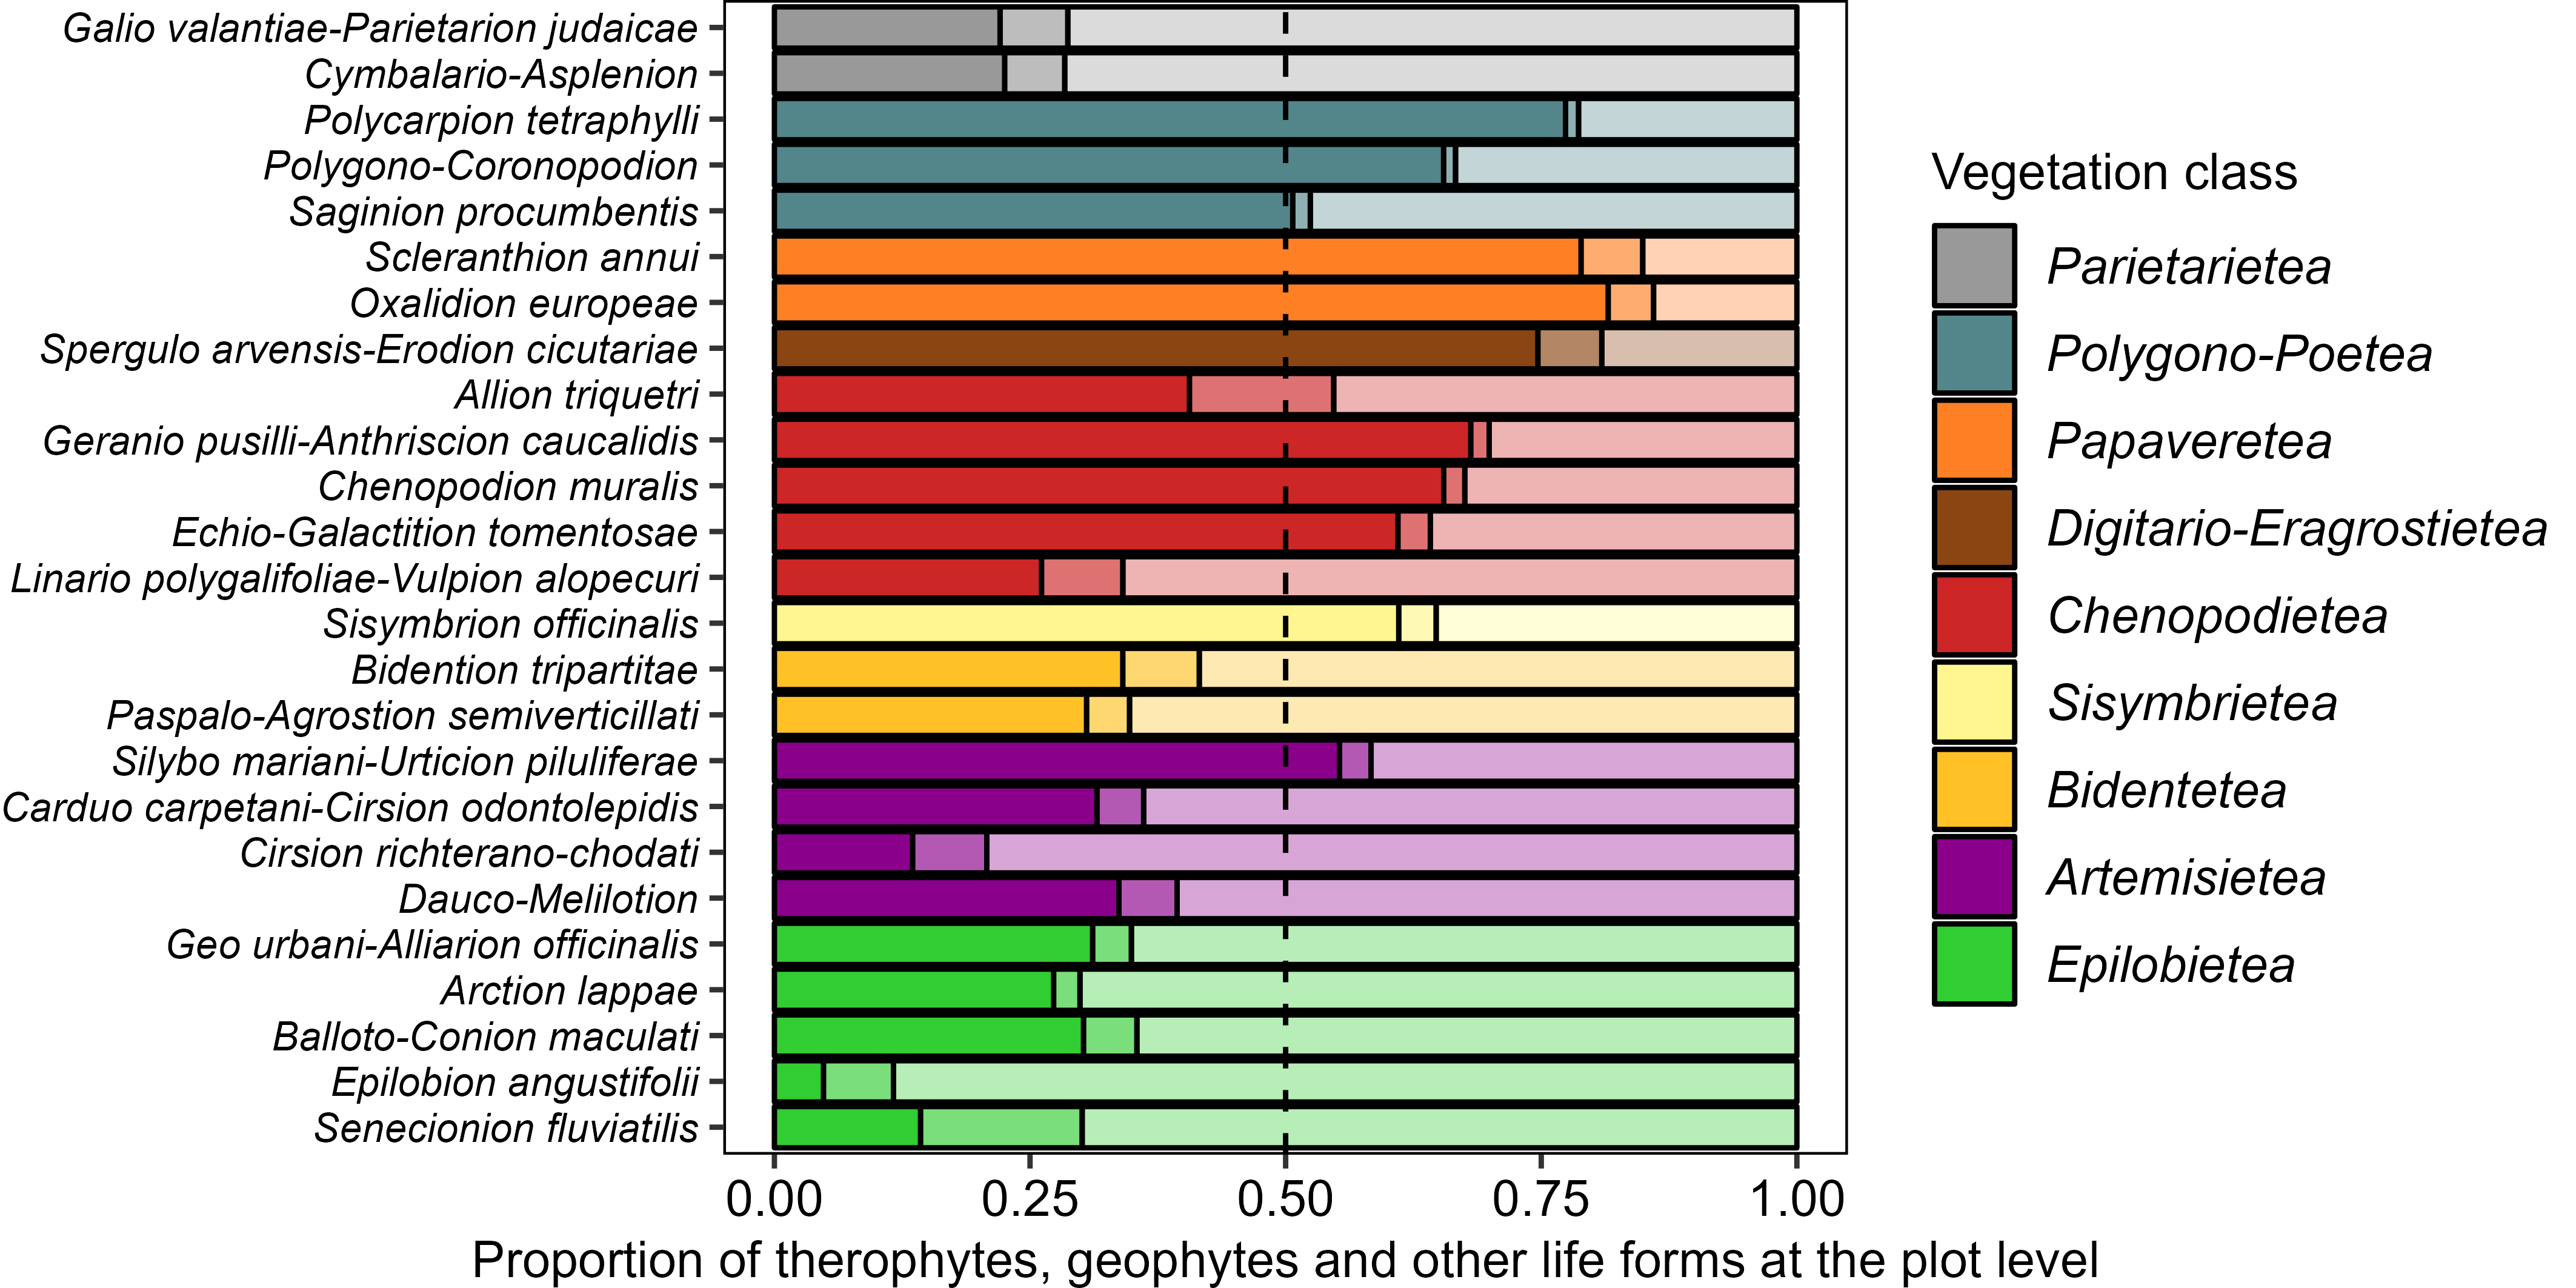 Galio valantiae-Parietarion judaicae
Cymbalario-Asplenion
Polycarpion tetraphylli
Polygono-Coronopodion
Saginion procumbentis
Scleranthion annui
Oxalidion europeae
Spergulo arvensis-Erodion cicutariae
Allion triquetri
Geranio pusilli-Anthriscion caucalidis
Chenopodion muralis
Echio-Galactition tomentosae
Linario polygalifoliae-Vulpion alopecuri
Sisymbrion officinalis
Bidention tripartitae
Paspalo-Agrostion semiverticillati
Silybo mariani-Urticion piluliferae
Carduo carpetani-Cirsion odontolepidis
Cirsion richterano-chodati
Dauco-Melilotion
Geo urbani-Alliarion officinalis
Arction lappae
Balloto-Conion maculati
Epilobion angustifolii
Senecionion fluviatilis
0.00 0.25 0.50 0.75 1.00
Proportion of therophytes, geophytes and other life forms at the plot level
Vegetation class
Parietarietea
Polygono-Poetea
Papaveretea
Digitario-Eragrostietea
Chenopodietea
Sisymbrietea
Bidentetea
Artemisietea
Epilobietea